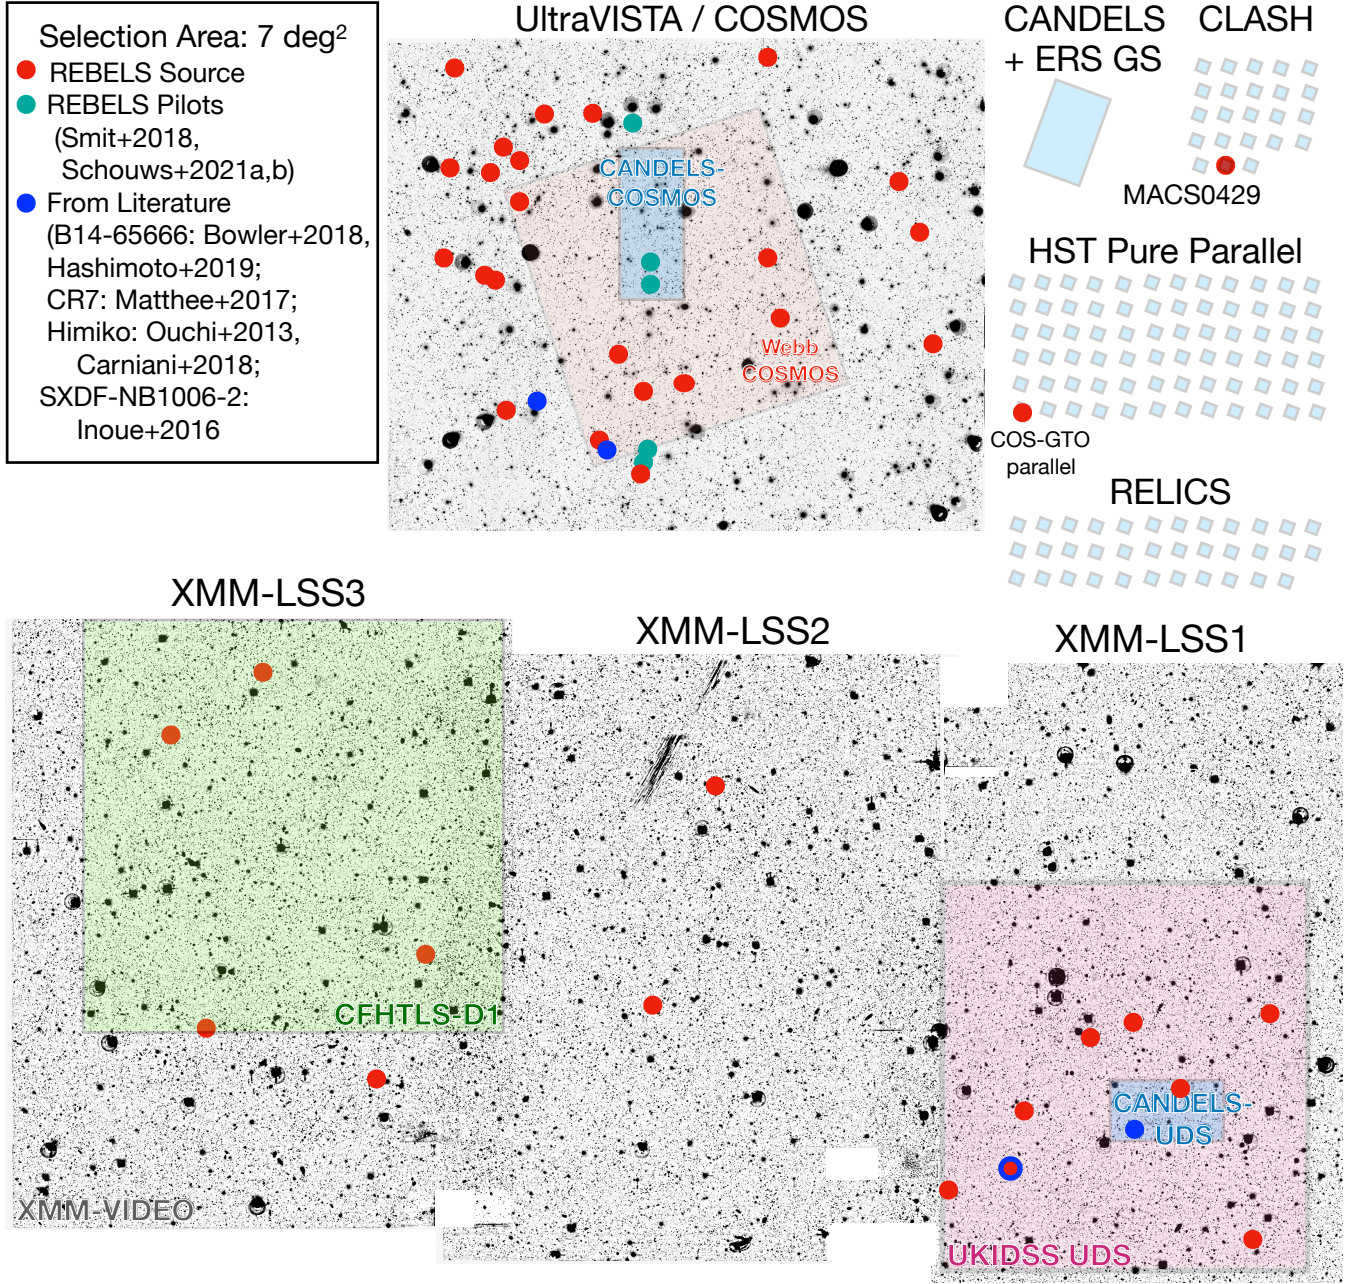 Selection Area: 7 deg²
REBELS Source
REBELS Pilots
(Smit+2018,
Schouws+2021a,b)
From Literature
(B14-65666: Bowler+2018,
Hashimoto+2019;
CR7: Matthee+2017;
Himiko: Ouchi+2013,
Carniani+2018;
SXDF-NB1006-2:
Inoue+2016
UltraVISTA / COSMOS
CANDELS-
COSMOS
Webb
COSMOS
CANDELS
+ ERS GS
CLASH
MACS0429
HST Pure Parallel
COS-GTO
parallel
RELICS
XMM-LSS3
CFHTLS-D1
XMM-VIDEO
XMM-LSS2
XMM-LSS1
CANDELS-
UDS
UKIDSS UDS